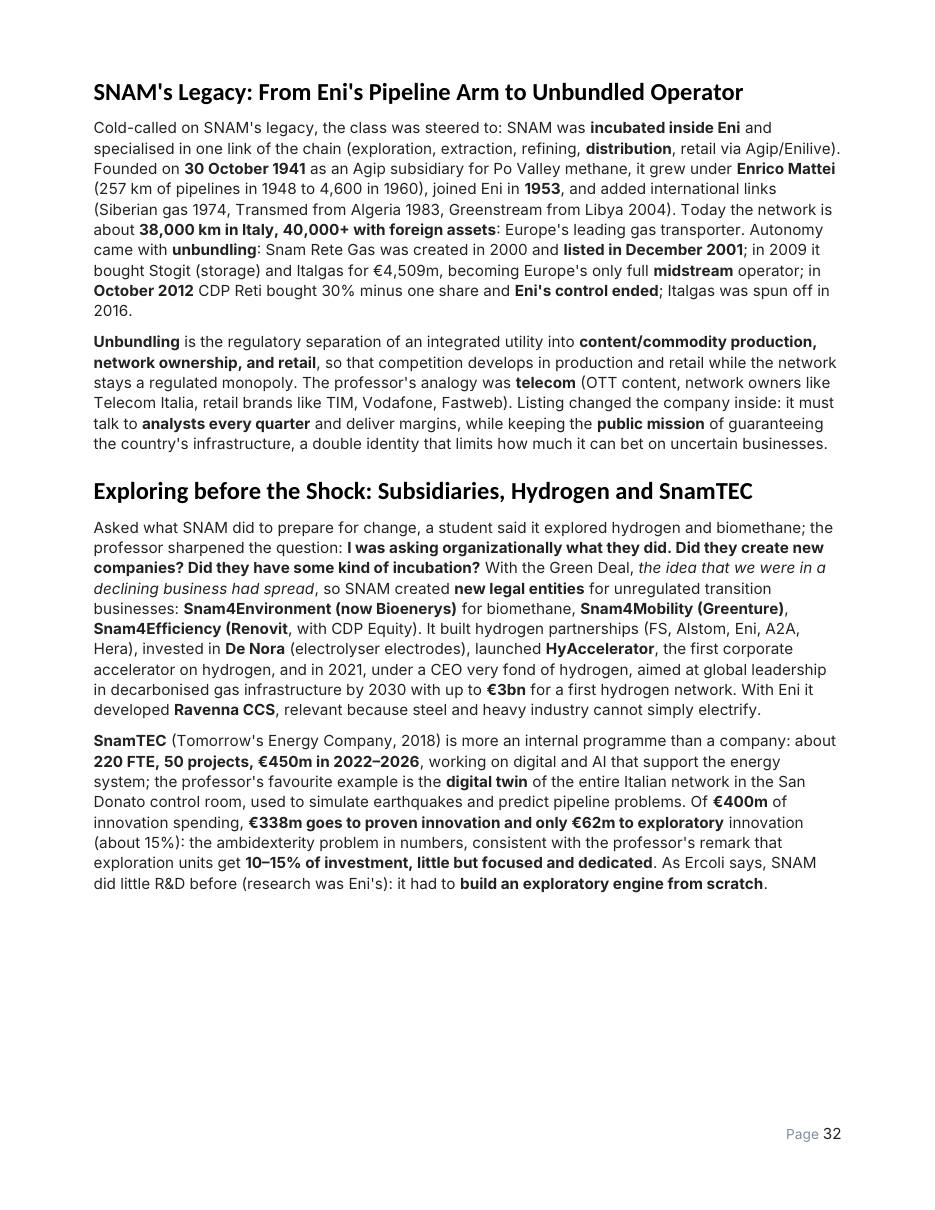 SNAM's Legacy: From Eni's Pipeline Arm to Unbundled Operator
Cold-called on SNAM's legacy, the class was steered to: SNAM was incubated inside Eni and
specialised in one link of the chain (exploration, extraction, refining, distribution, retail via Agip/Enilive).
Founded on 30 October 1941 as an Agip subsidiary for Po Valley methane, it grew under Enrico Mattei
(257 km of pipelines in 1948 to 4,600 in 1960), joined Eni in 1953, and added international links
(Siberian gas 1974, Transmed from Algeria 1983, Greenstream from Libya 2004). Today the network is
about 38,000 km in Italy, 40,000+ with foreign assets: Europe's leading gas transporter. Autonomy
came with unbundling: Snam Rete Gas was created in 2000 and listed in December 2001; in 2009 it
bought Stogit (storage) and Italgas for €4,509m, becoming Europe's only full midstream operator; in
October 2012 CDP Reti bought 30% minus one share and Eni's control ended; Italgas was spun off in
2016.
Unbundling is the regulatory separation of an integrated utility into content/commodity production,
network ownership, and retail, so that competition develops in production and retail while the network
stays a regulated monopoly. The professor's analogy was telecom (OTT content, network owners like
Telecom Italia, retail brands like TIM, Vodafone, Fastweb). Listing changed the company inside: it must
talk to analysts every quarter and deliver margins, while keeping the public mission of guaranteeing
the country's infrastructure, a double identity that limits how much it can bet on uncertain businesses.
Exploring before the Shock: Subsidiaries, Hydrogen and SnamTEC
Asked what SNAM did to prepare for change, a student said it explored hydrogen and biomethane; the
professor sharpened the question: I was asking organizationally what they did. Did they create new
companies? Did they have some kind of incubation? With the Green Deal, the idea that we were in a
declining business had spread, so SNAM created new legal entities for unregulated transition
businesses: Snam4Environment (now Bioenerys) for biomethane, Snam4Mobility (Greenture),
Snam4Efficiency (Renovit, with CDP Equity). It built hydrogen partnerships (FS, Alstom, Eni, A2A,
Hera), invested in De Nora (electrolyser electrodes), launched HyAccelerator, the first corporate
accelerator on hydrogen, and in 2021, under a CEO very fond of hydrogen, aimed at global leadership
in decarbonised gas infrastructure by 2030 with up to €3bn for a first hydrogen network. With Eni it
developed Ravenna CCS, relevant because steel and heavy industry cannot simply electrify.
SnamTEC (Tomorrow's Energy Company, 2018) is more an internal programme than a company: about
220 FTE, 50 projects, €450m in 2022–2026, working on digital and AI that support the energy
system; the professor's favourite example is the digital twin of the entire Italian network in the San
Donato control room, used to simulate earthquakes and predict pipeline problems. Of €400m of
innovation spending, €338m goes to proven innovation and only €62m to exploratory innovation
(about 15%): the ambidexterity problem in numbers, consistent with the professor's remark that
exploration units get 10–15% of investment, little but focused and dedicated. As Ercoli says, SNAM
did little R&D before (research was Eni's): it had to build an exploratory engine from scratch.
Page 32